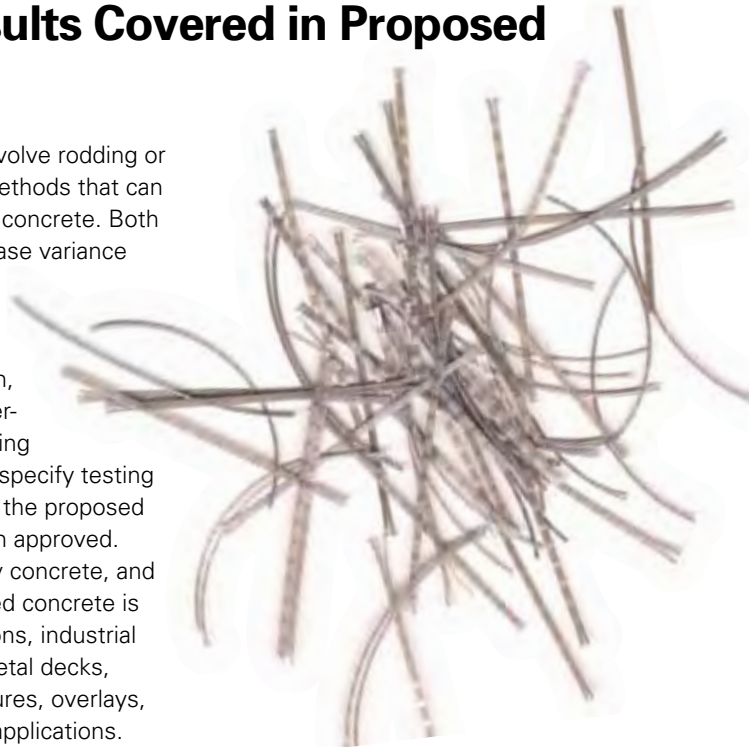 sults Covered in Proposed
volve rodding or
ethods that can
concrete. Both
ase variance
n,
er-
ing
specify testing
the proposed
n approved.
y concrete, and
ed concrete is
ons, industrial
etal decks,
ures, overlays,
applications.